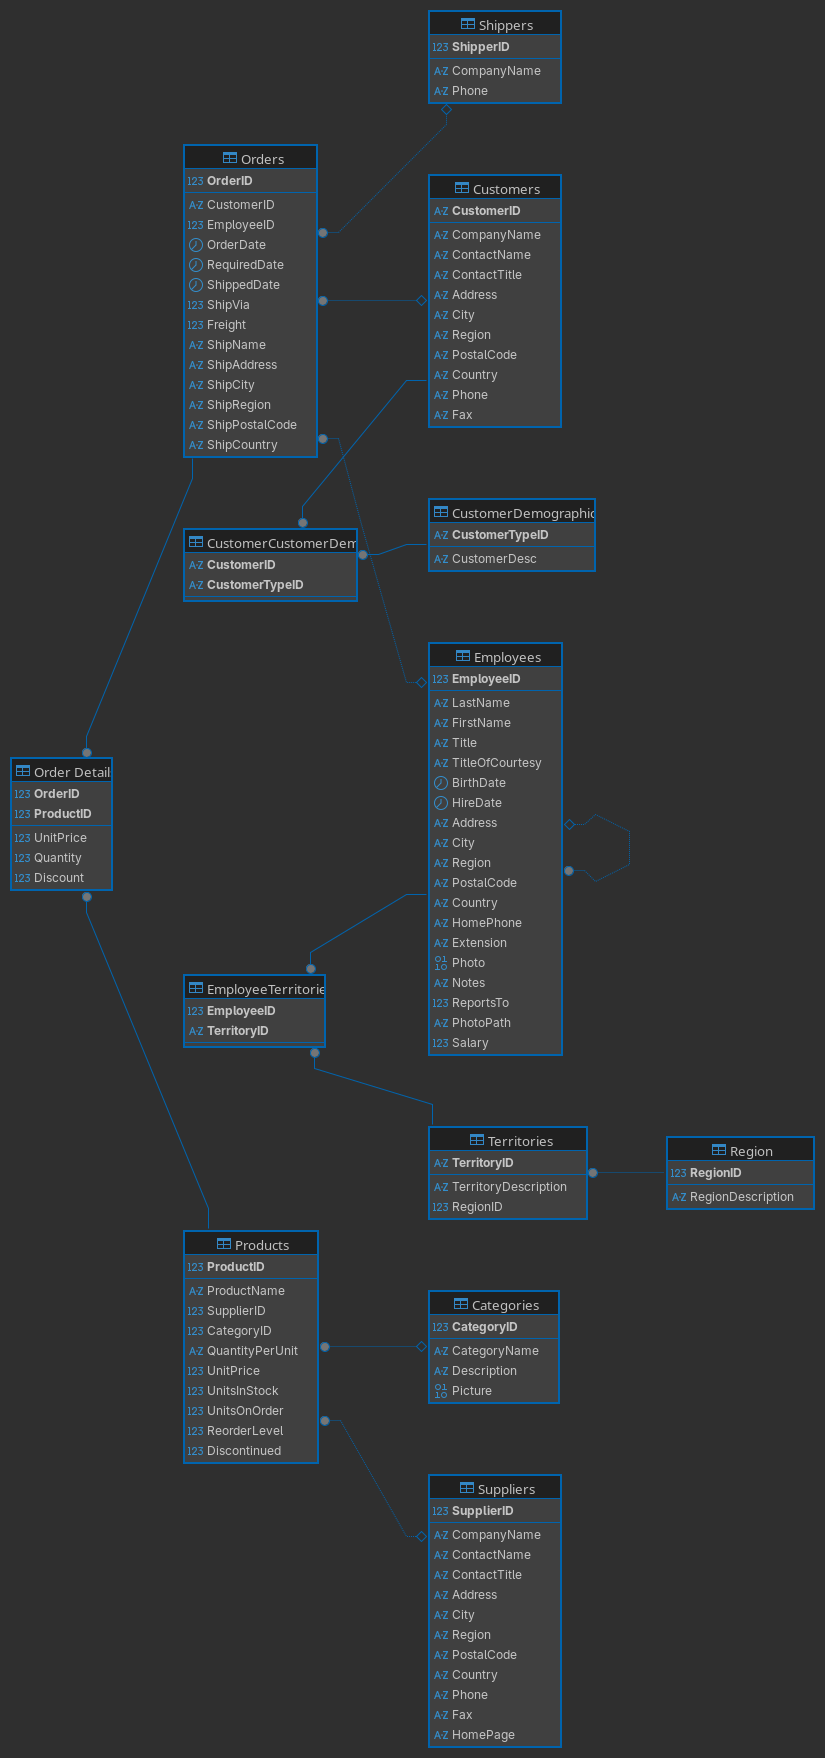 Shippers
123 ShipperID
A-Z CompanyName
A-Z Phone
Orders
123 OrderID
A-Z CustomerID
123 EmployeeID
OrderDate
RequiredDate
ShippedDate
123 ShipVia
123 Freight
A-Z ShipName
A-Z ShipAddress
A-Z ShipCity
A-Z ShipRegion
A-Z ShipPostalCode
A-Z ShipCountry
Customers
A-Z CustomerID
A-Z CompanyName
A-Z ContactName
A-Z ContactTitle
A-Z Address
A-Z City
A-Z Region
A-Z PostalCode
A-Z Country
A-Z Phone
A-Z Fax
CustomerCustomerDem
A-Z CustomerID
A-Z CustomerTypeID
CustomerDemographic
A-Z CustomerTypeID
A-Z CustomerDesc
Employees
123 EmployeeID
A-Z LastName
A-Z FirstName
A-Z Title
A-Z TitleOfCourtesy
BirthDate
HireDate
A-Z Address
A-Z City
A-Z Region
A-Z PostalCode
A-Z Country
A-Z HomePhone
A-Z Extension
0110 Photo
A-Z Notes
123 ReportsTo
A-Z PhotoPath
123 Salary
Order Detail
123 OrderID
123 ProductID
123 UnitPrice
123 Quantity
123 Discount
EmployeeTerritorie
123 EmployeeID
A-Z TerritoryID
Territories
A-Z TerritoryID
A-Z TerritoryDescription
123 RegionID
Region
123 RegionID
A-Z RegionDescription
Products
123 ProductID
A-Z ProductName
123 SupplierID
123 CategoryID
A-Z QuantityPerUnit
123 UnitPrice
123 UnitsInStock
123 UnitsOnOrder
123 ReorderLevel
123 Discontinued
Categories
123 CategoryID
A-Z CategoryName
A-Z Description
0110 Picture
Suppliers
123 SupplierID
A-Z CompanyName
A-Z ContactName
A-Z ContactTitle
A-Z Address
A-Z City
A-Z Region
A-Z PostalCode
A-Z Country
A-Z Phone
A-Z Fax
A-Z HomePage